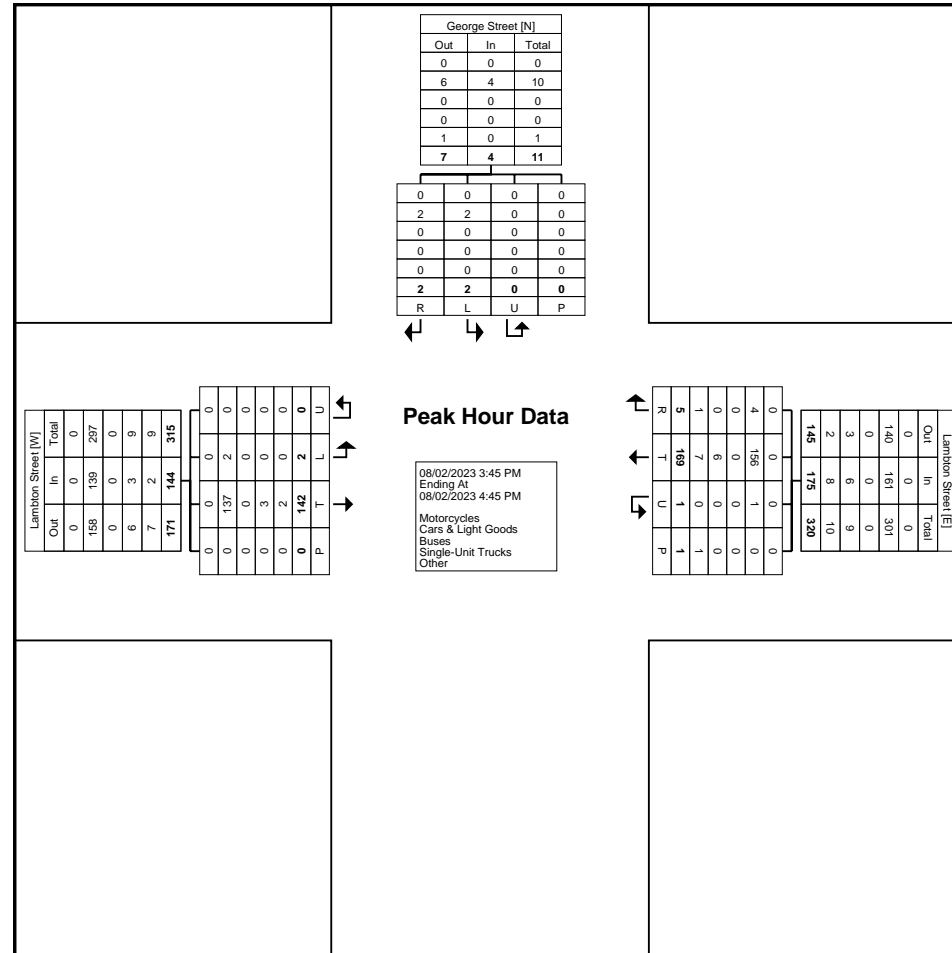 George Street [N]
Out In Total
0 0 0
6 4 10
0 0 0
0 0 0
1 0 1
7 4 11
0 0 0 0
2 2 0 0
0 0 0 0
0 0 0 0
0 0 0 0
2 2 0 0
R L U P
Lambton Street [W]
Out In Total
0 0 0
158 139 297
0 0 0
6 3 9
7 2 9
171 144 315
0 0 0 0
0 137 2 0
0 0 0 0
0 3 0 0
0 2 0 0
0 142 2 0
P T L U
Peak Hour Data
08/02/2023 3:45 PM
Ending At
08/02/2023 4:45 PM
Motorcycles
Cars & Light Goods
Buses
Single-Unit Trucks
Other
Lambton Street [E]
Out In Total
0 0 0
140 161 301
0 0 0
3 6 9
2 8 10
145 175 320
0 0 0 0
4 156 1 0
0 0 0 0
0 6 0 0
1 7 0 1
5 169 1 1
R T U P